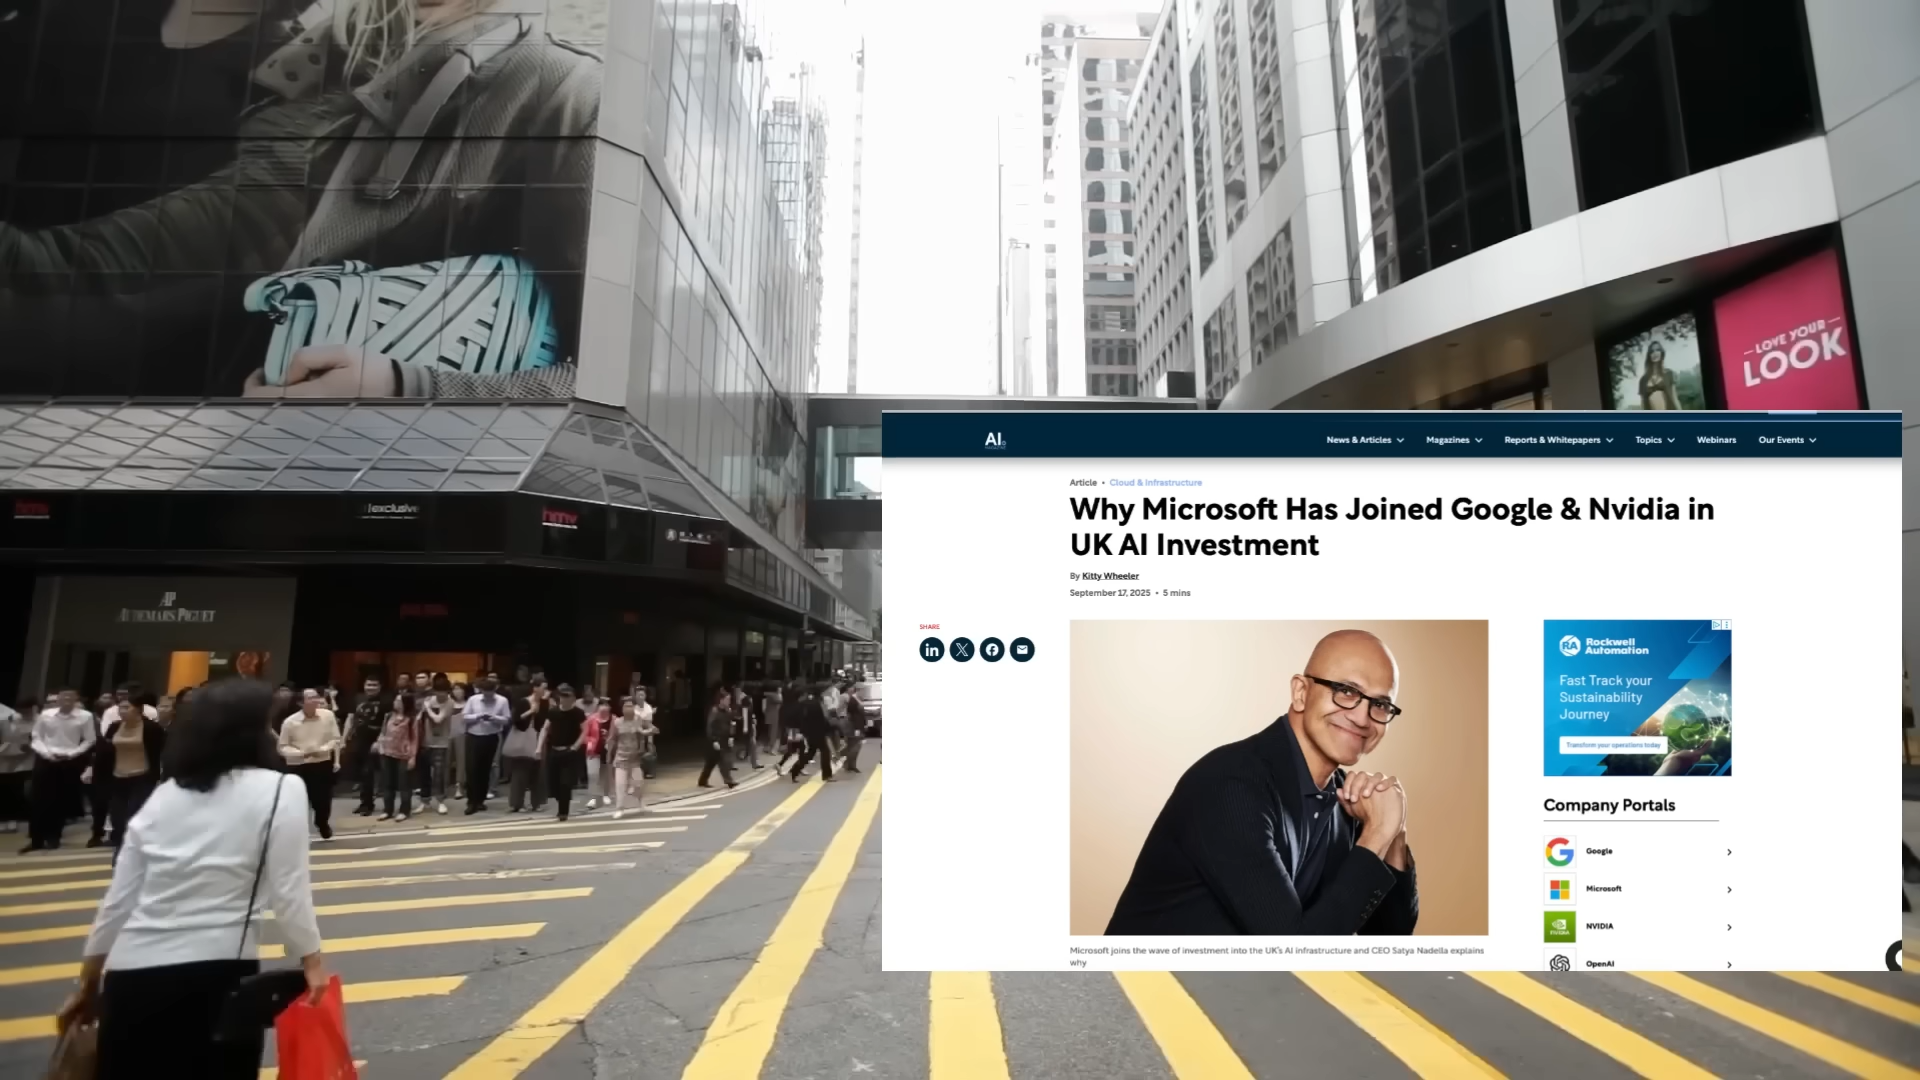 LOVE YOUR
LOOK
hmv
exclusive
hmv
AP
AUDEMARS PIGUET
AI
News & Articles
Magazines
Reports & Whitepapers
Topics
Webinars
Our Events
Article • Cloud & Infrastructure
Why Microsoft Has Joined Google & Nvidia in
UK AI Investment
By Kitty Wheeler
September 17, 2025 • 5 mins
SHARE
Rockwell
Automation
Fast Track your
Sustainability
Journey
Transform your operations today
Company Portals
Google
Microsoft
NVIDIA
OpenAI
Microsoft joins the wave of investment into the UK's AI infrastructure and CEO Satya Nadella explains
why